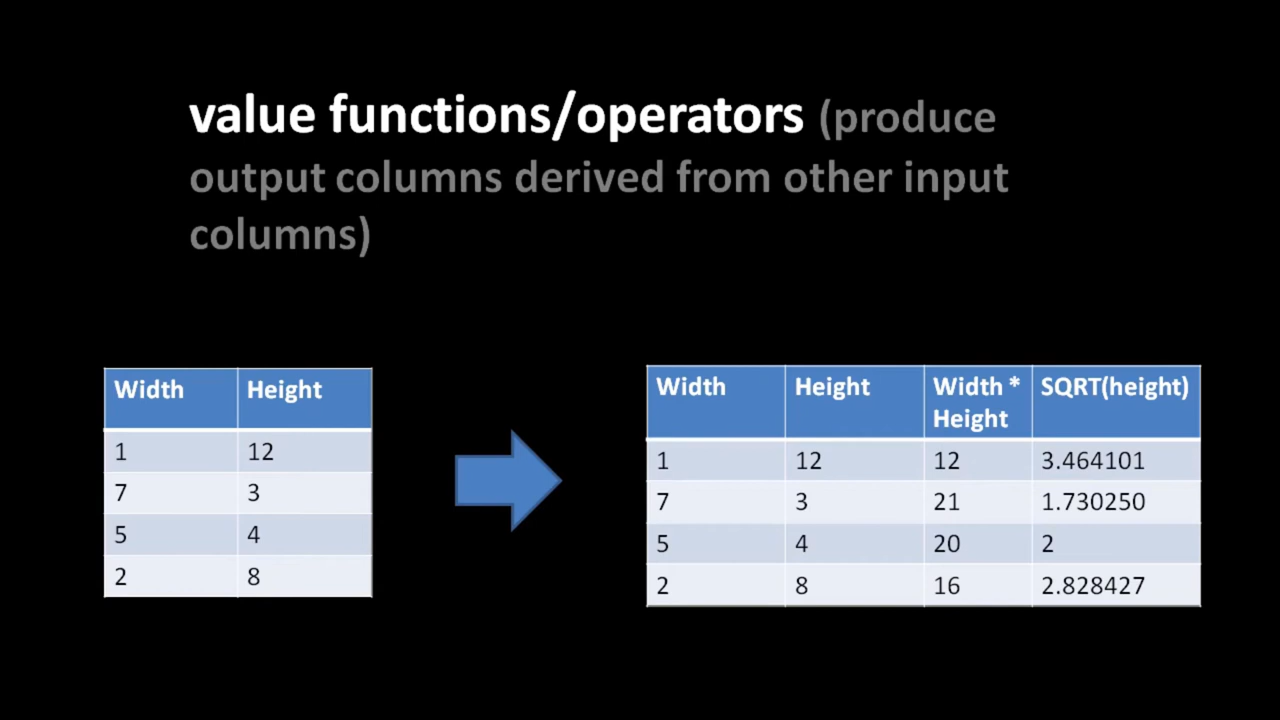 value functions/operators (produce
output columns derived from other input
columns)
Width Height
1 12
7 3
5 4
2 8
Width Height Width * SQRT(height)
Height
1 12 12 3.464101
7 3 21 1.730250
5 4 20 2
2 8 16 2.828427